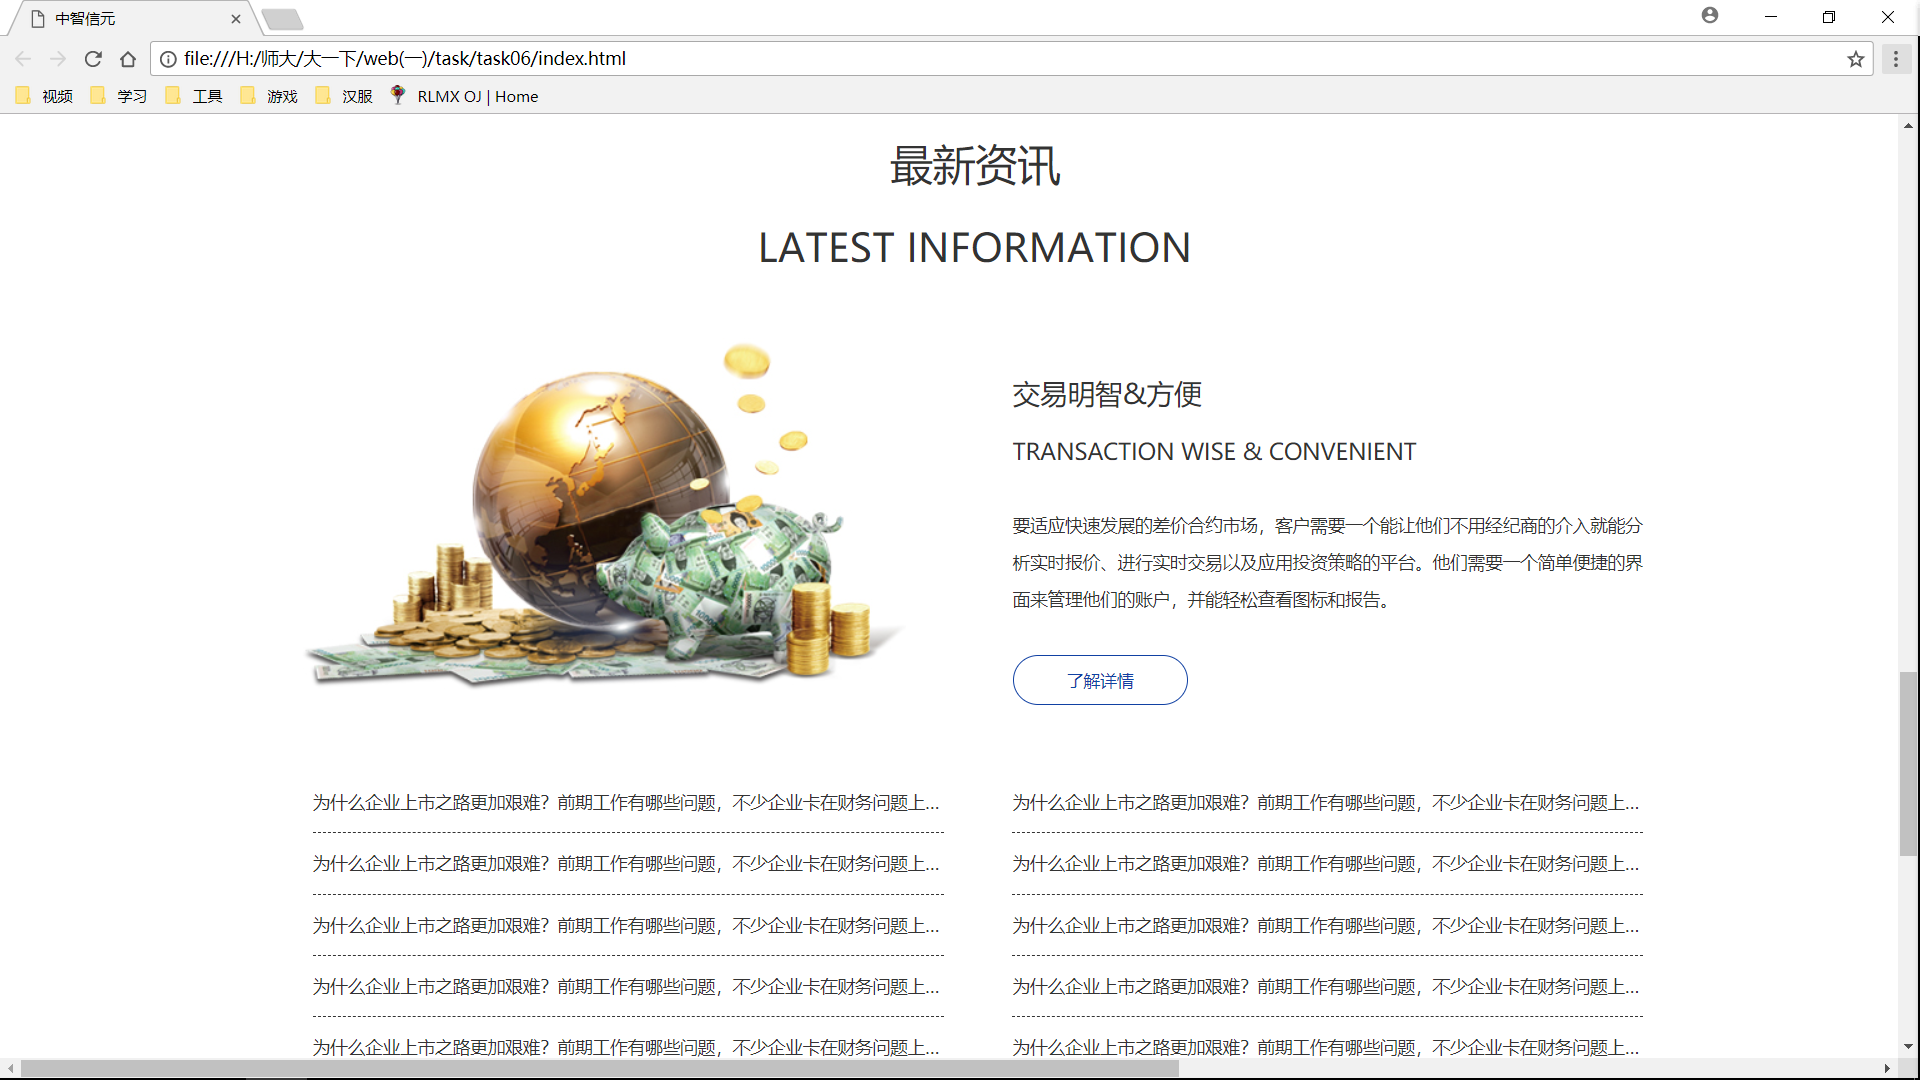 中智信元
file:///H:/师大/大一下/web(一)/task/task06/index.html
视频 学习 工具 游戏 汉服 RLMX OJ | Home
最新资讯
LATEST INFORMATION
交易明智&方便
TRANSACTION WISE & CONVENIENT
要适应快速发展的差价合约市场，客户需要一个能让他们不用经纪商的介入就能分
析实时报价、进行实时交易以及应用投资策略的平台。他们需要一个简单便捷的界
面来管理他们的账户，并能轻松查看图标和报告。
了解详情
为什么企业上市之路更加艰难？前期工作有哪些问题，不少企业卡在财务问题上...
为什么企业上市之路更加艰难？前期工作有哪些问题，不少企业卡在财务问题上...
为什么企业上市之路更加艰难？前期工作有哪些问题，不少企业卡在财务问题上...
为什么企业上市之路更加艰难？前期工作有哪些问题，不少企业卡在财务问题上...
为什么企业上市之路更加艰难？前期工作有哪些问题，不少企业卡在财务问题上...
为什么企业上市之路更加艰难？前期工作有哪些问题，不少企业卡在财务问题上...
为什么企业上市之路更加艰难？前期工作有哪些问题，不少企业卡在财务问题上...
为什么企业上市之路更加艰难？前期工作有哪些问题，不少企业卡在财务问题上...
为什么企业上市之路更加艰难？前期工作有哪些问题，不少企业卡在财务问题上...
为什么企业上市之路更加艰难？前期工作有哪些问题，不少企业卡在财务问题上...